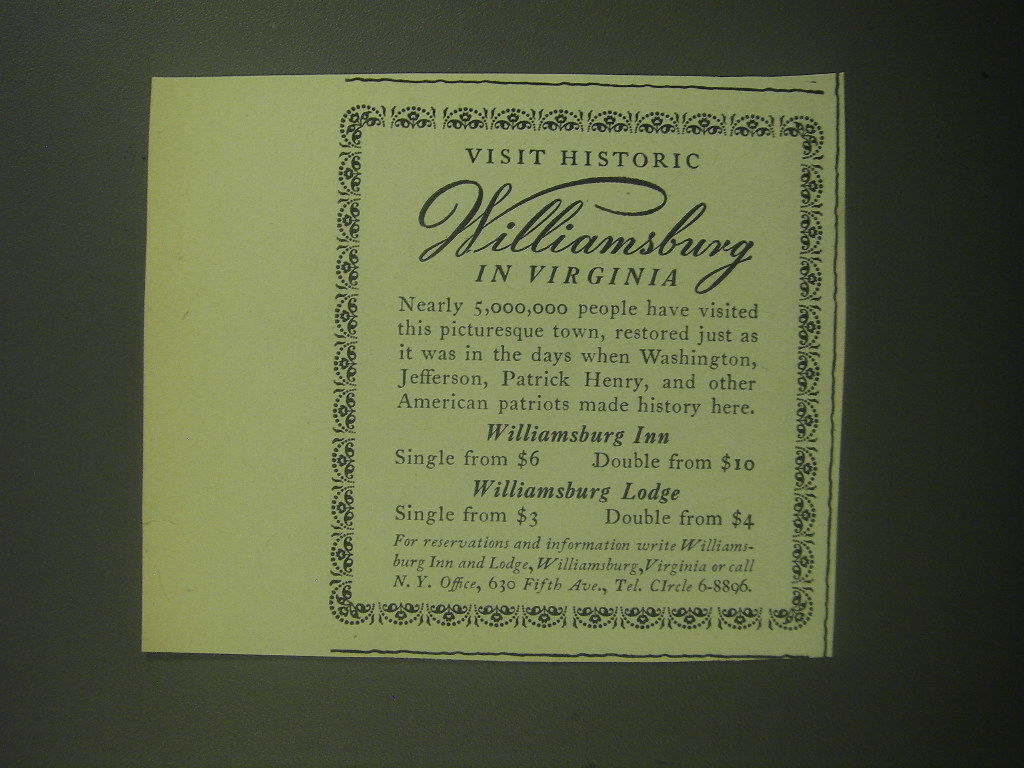 VISIT HISTORIC
Williamsburg
IN VIRGINIA
Nearly 5,000,000 people have visited
this picturesque town, restored just as
it was in the days when Washington,
Jefferson, Patrick Henry, and other
American patriots made history here.
Williamsburg Inn
Single from $6 Double from $10
Williamsburg Lodge
Single from $3 Double from $4
For reservations and information write Williams-
burg Inn and Lodge, Williamsburg, Virginia or call
N. Y. Office, 630 Fifth Ave., Tel. CIrcle 6-8896.